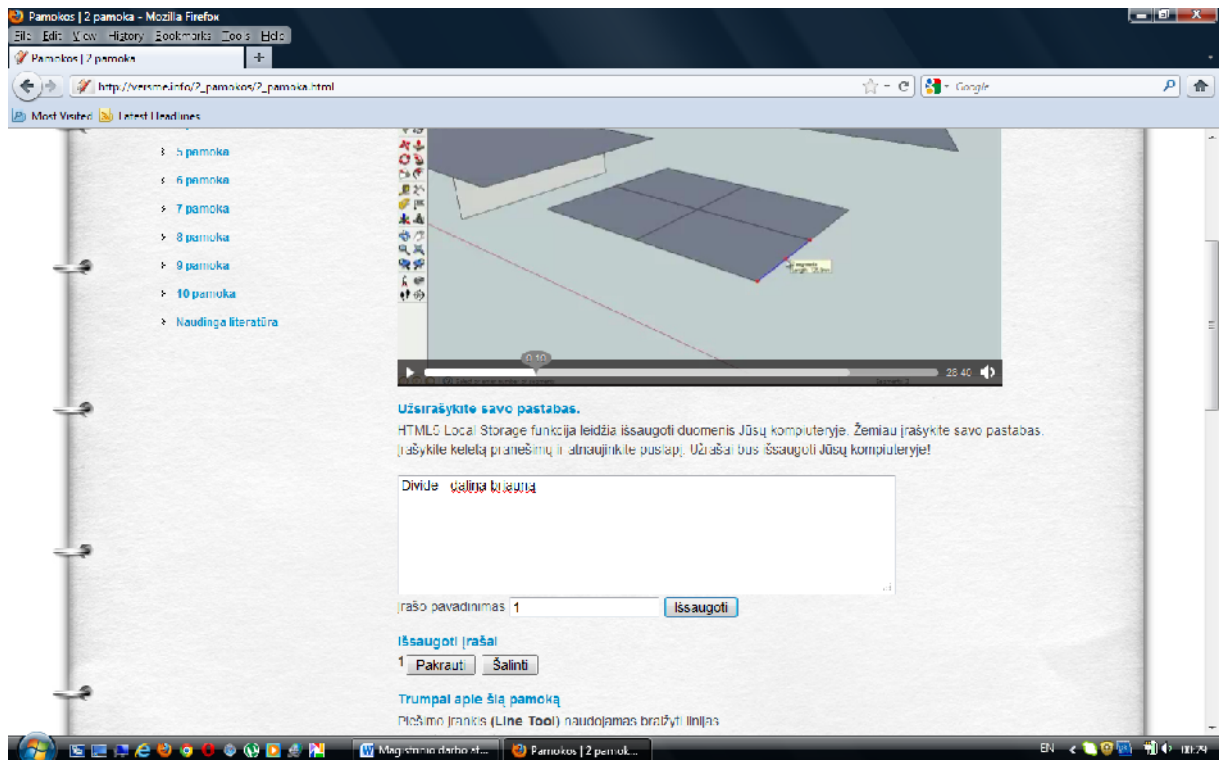 Pamokos | 2 pamoka - Mozilla Firefox
File Edit View History Bookmarks Tools Help
Pamokos | 2 pamoka
http://versme.info/2_pamokos/2_pamoka.html
Google
Most Visited Latest Headlines
5 pamoka
6 pamoka
7 pamoka
8 pamoka
9 pamoka
10 pamoka
Naudinga literatūra
0:10
28:40
Užsirašykite savo pastabas.
HTML5 Local Storage funkcija leidžia išsaugoti duomenis Jūsų kompiuteryje. Žemiau įrašykite savo pastabas.
Įrašykite keletą pranešimų ir atnaujinkite puslapį. Užrašai bus išsaugoti Jūsų kompiuteryje!
Divide dalina briauną
Įrašo pavadinimas 1 Išsaugoti
Išsaugoti įrašai
1 Pakrauti Šalinti
Trumpai apie šią pamoką
Piešimo įrankis (Line Tool) naudojamas braižyti linijas
Magistrinio darbo at... Pamokos | 2 pamok... EN 00:29